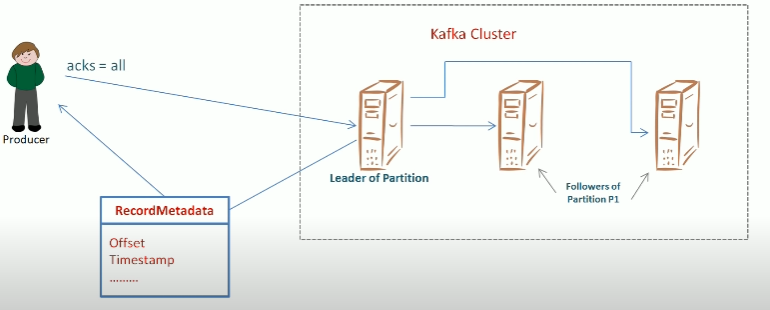 Kafka Cluster
acks = all
Producer
Leader of Partition
Followers of
Partition P1
RecordMetadata
Offset
Timestamp
.........